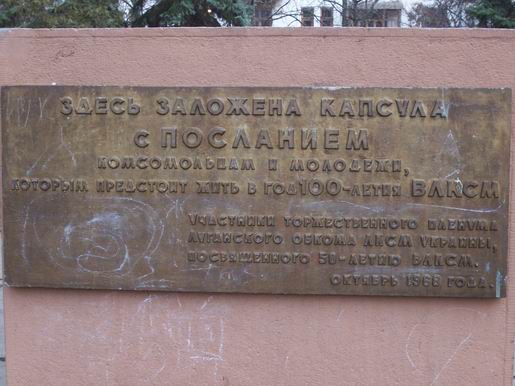 ЗДЕСЬ ЗАЛОЖЕНА КАПСУЛА
С ПОСЛАНИЕМ
КОМСОМОЛЬЦАМ И МОЛОДЕЖИ,
КОТОРЫМ ПРЕДСТОИТ ЖИТЬ В ГОД 100-ЛЕТИЯ ВЛКСМ
УЧАСТНИКИ ТОРЖЕСТВЕННОГО ПЛЕНУМА
ЛУГАНСКОГО ОБКОМА ЛКСМ УКРАИНЫ,
ПОСВЯЩЕННОГО 50-ЛЕТИЮ ВЛКСМ.
ОКТЯБРЬ 1968 ГОДА.